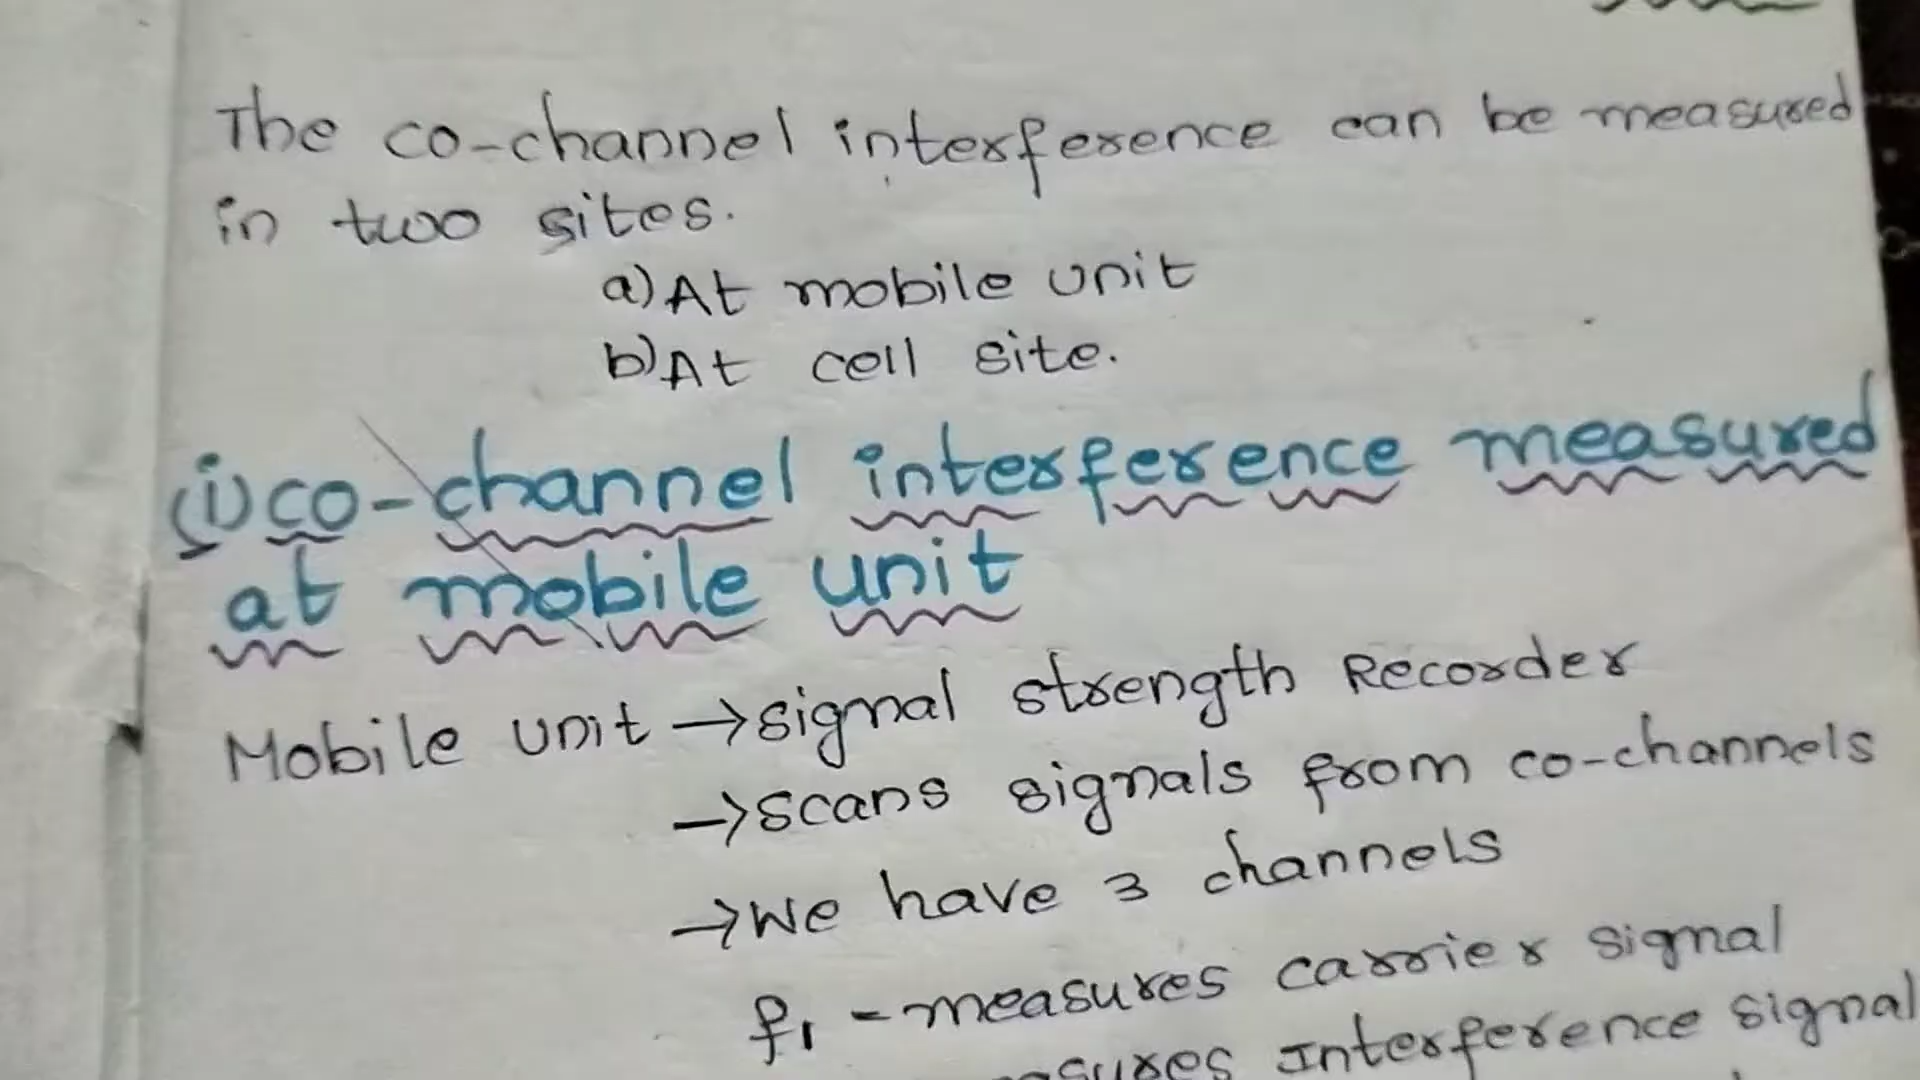 The co-channel interference can be measured
in two sites.
a) At mobile unit
b) At cell site.
(i) co-channel interference measured
at mobile unit
Mobile unit → signal strength Recorder
→ scans signals from co-channels
→ We have 3 channels
f1 - measures carrier signal
Interference signal